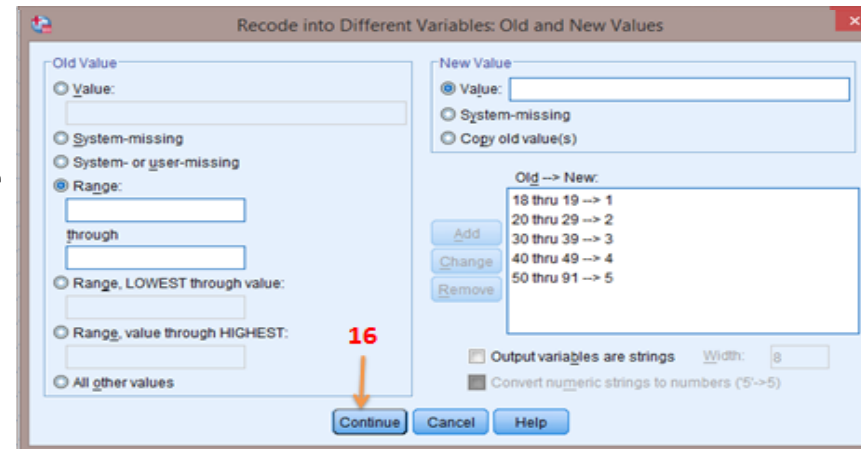 Recode into Different Variables: Old and New Values
Old Value
Value:
System-missing
System- or user-missing
Range:
through
Range, LOWEST through value:
Range, value through HIGHEST:
All other values
New Value
Value:
System-missing
Copy old value(s)
Old --> New:
18 thru 19 --> 1
20 thru 29 --> 2
30 thru 39 --> 3
40 thru 49 --> 4
50 thru 91 --> 5
Add
Change
Remove
Output variables are strings Width: 8
Convert numeric strings to numbers ('5'->5)
16
Continue Cancel Help